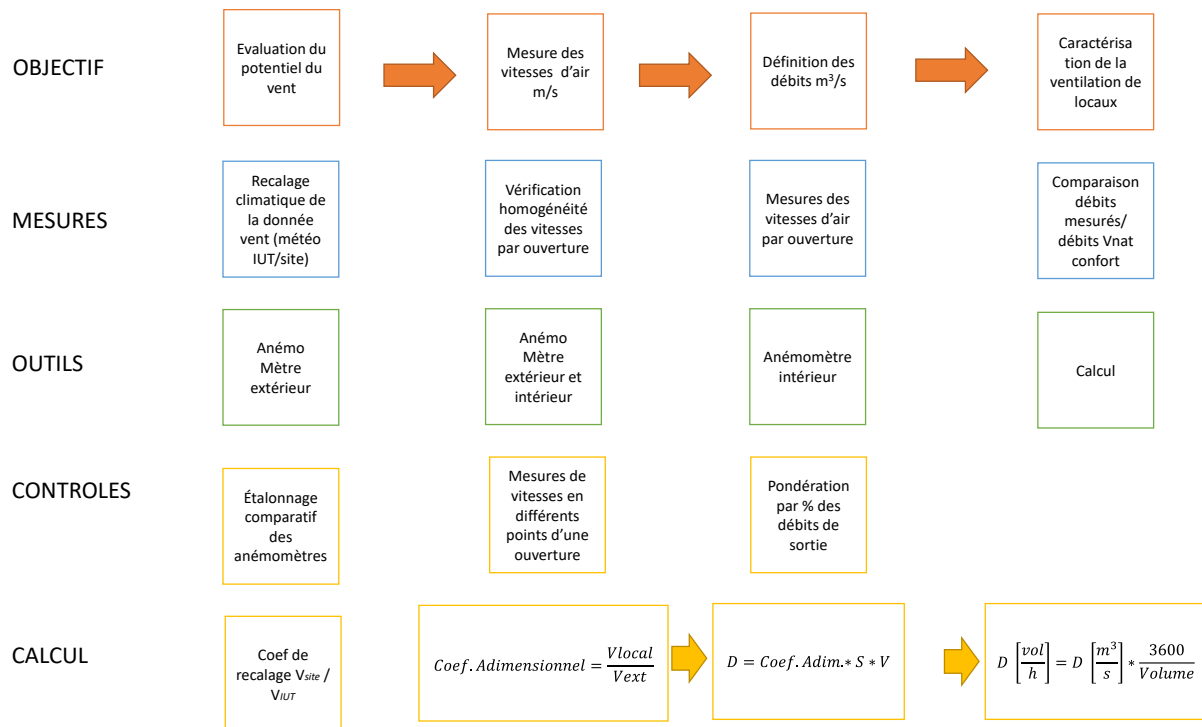 OBJECTIF
Evaluation du
potentiel du
vent
Mesure des
vitesses d'air
m/s
Définition des
débits m³/s
Caractérisa
tion de la
ventilation de
locaux
MESURES
Recalage
climatique de
la donnée
vent (météo
IUT/site)
Vérification
homogénéité
des vitesses
par ouverture
Mesures des
vitesses d'air
par ouverture
Comparaison
débits
mesurés/
débits Vnat
confort
OUTILS
Anémo
Mètre
extérieur
Anémo
Mètre
extérieur et
intérieur
Anémomètre
intérieur
Calcul
CONTROLES
Étalonnage
comparatif
des
anémomètres
Mesures de
vitesses en
différents
points d'une
ouverture
Pondération
par % des
débits de
sortie
CALCUL
Coef de
recalage Vsite /
VIUT
Coef. Adimensionnel = Vlocal / Vext
D = Coef. Adim.* S * V
D [vol/h] = D [m³/s] * 3600/Volume